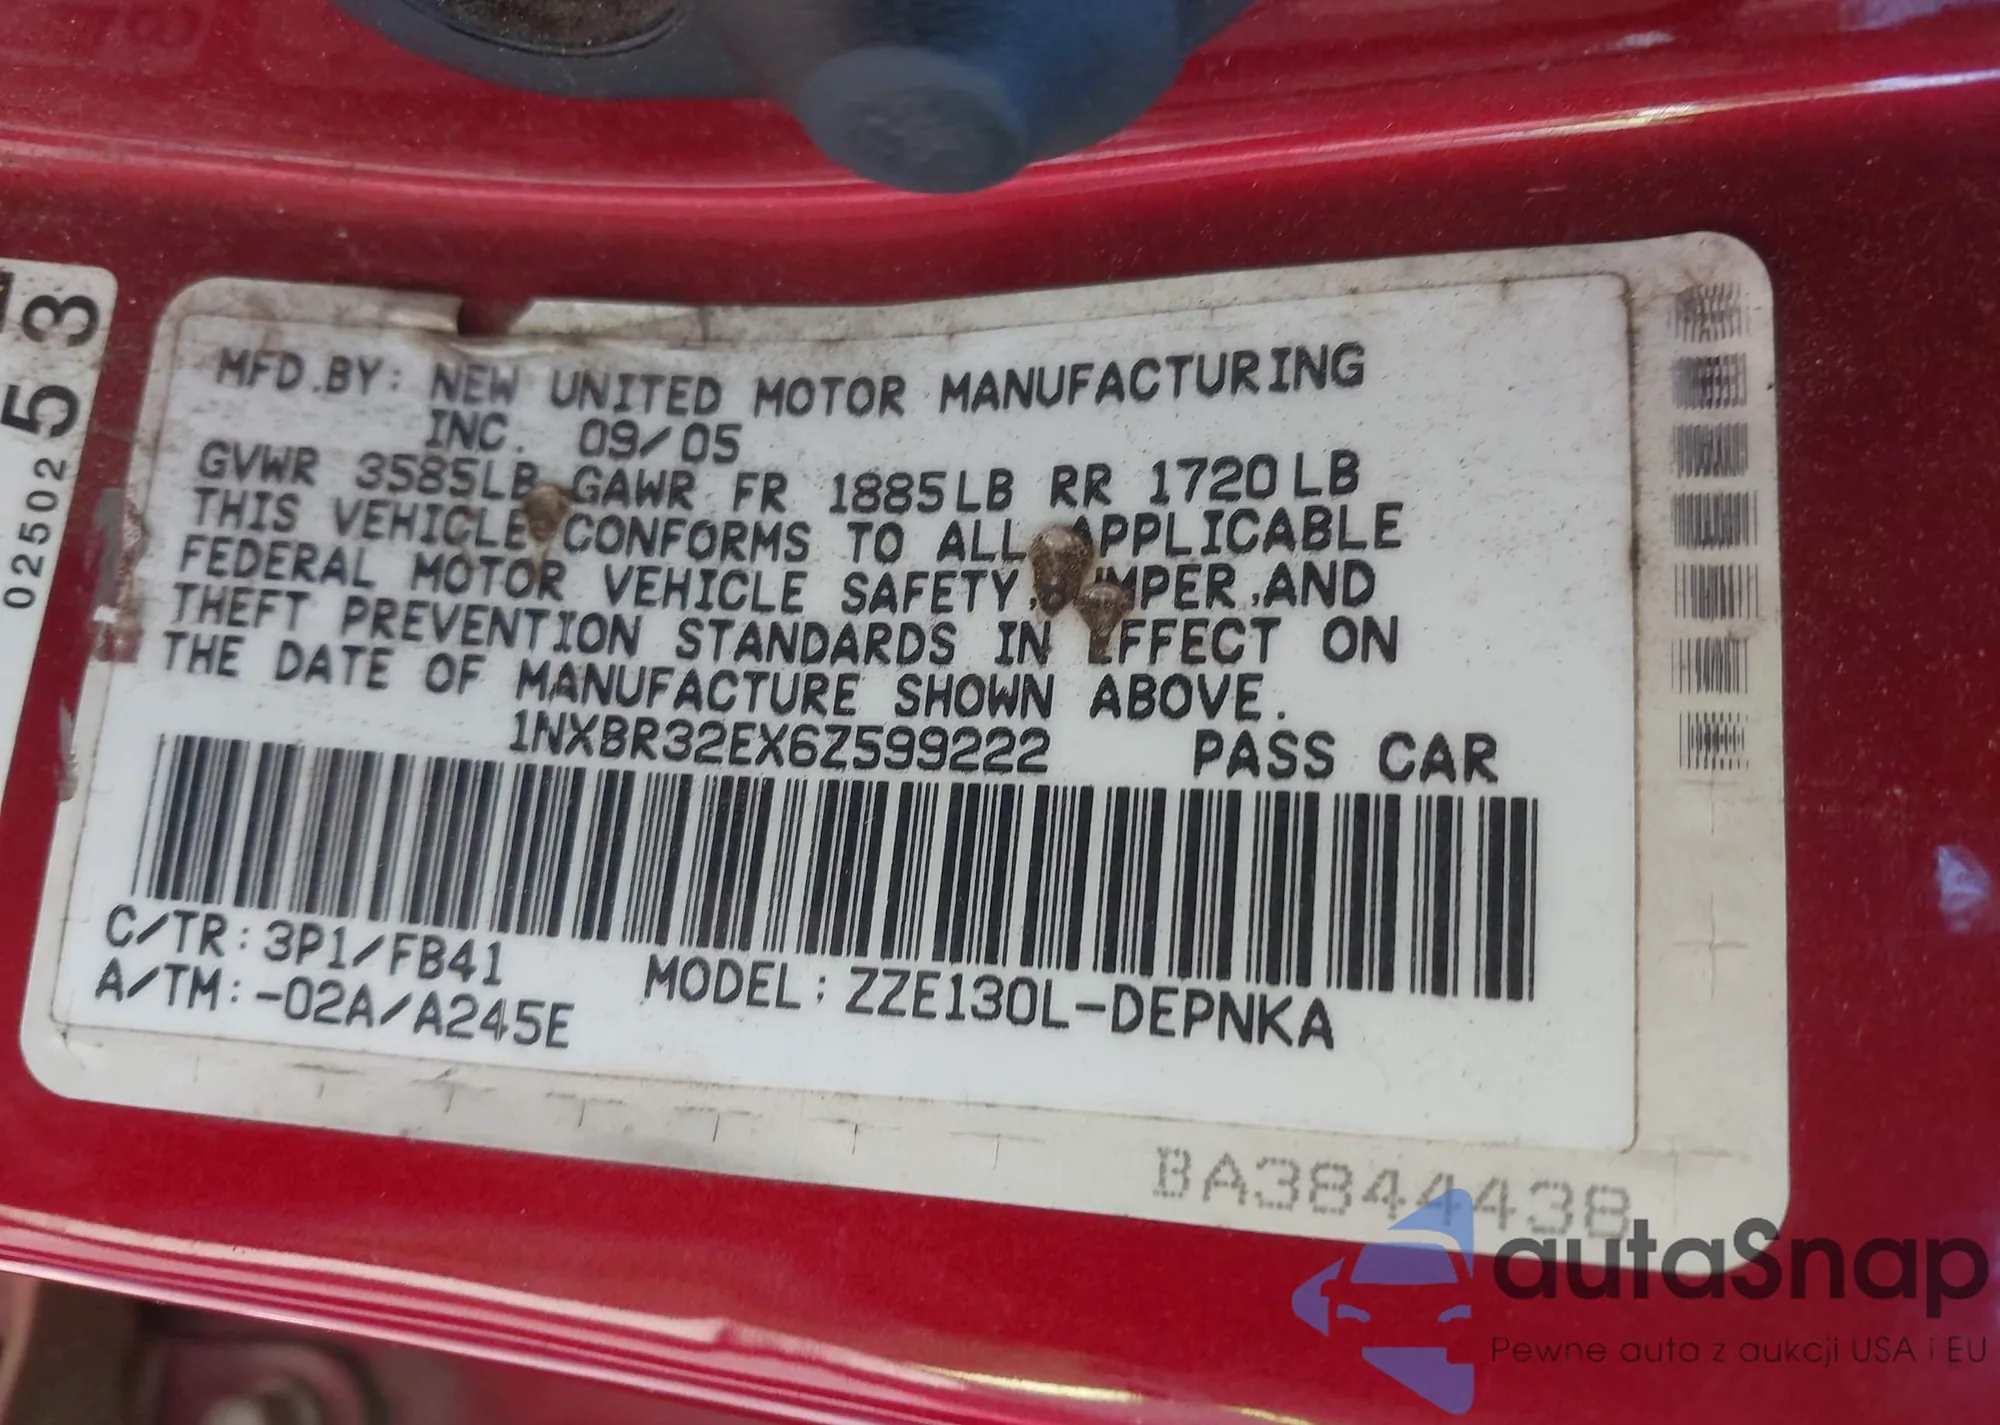 53
02502
MFD.BY: NEW UNITED MOTOR MANUFACTURING
INC. 09/05
GVWR 3585LB GAWR FR 1885LB RR 1720LB
THIS VEHICLE CONFORMS TO ALL APPLICABLE
FEDERAL MOTOR VEHICLE SAFETY, AND
THEFT PREVENTION STANDARDS IN EFFECT ON
THE DATE OF MANUFACTURE SHOWN ABOVE.
1NXBR32EX6Z599222 PASS CAR
C/TR: 3P1/FB41
A/TM: -02A/A245E
MODEL: ZZE130L-DEPNKA
BA3844438
autaSnap
Pewne auta z aukcji USA i EU